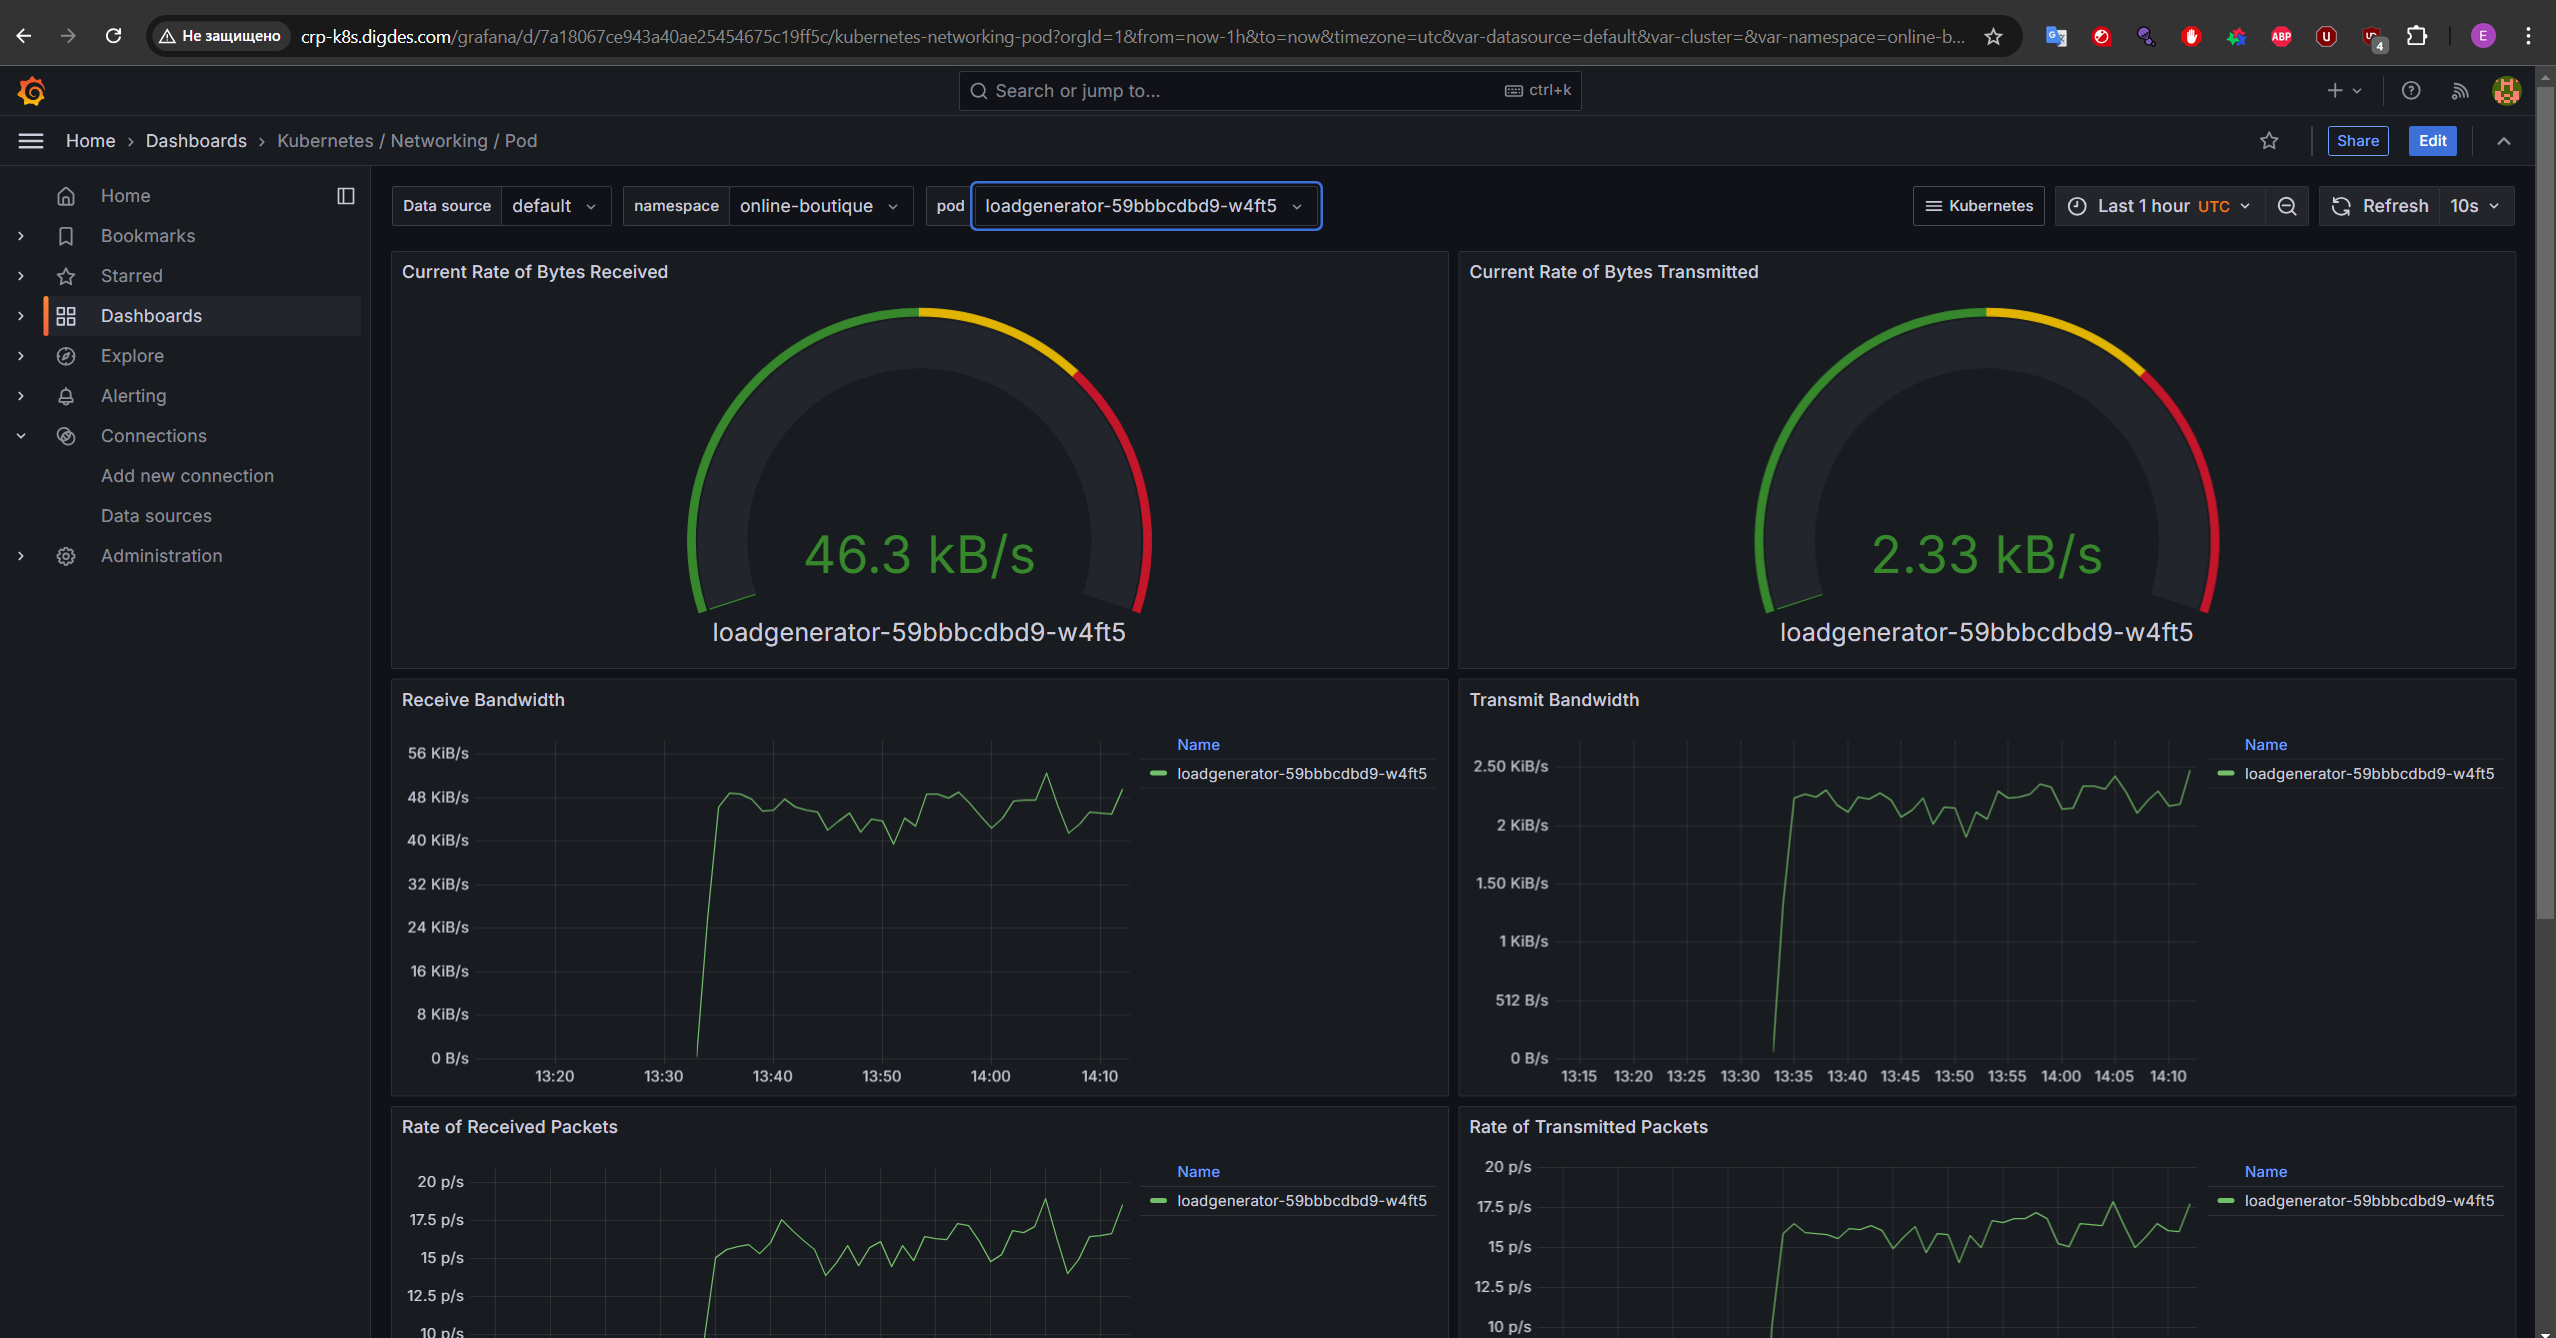 Не защищено crp-k8s.digdes.com/grafana/d/7a18067ce943a40ae25454675c19ff5c/kubernetes-networking-pod?orgId=1&from=now-1h&to=now&timezone=utc&var-datasource=default&var-cluster=&var-namespace=online-b...
ABP
4
E
Search or jump to...
ctrl+k
Home › Dashboards › Kubernetes / Networking / Pod
Share
Edit
Home
Bookmarks
Starred
Dashboards
Explore
Alerting
Connections
Add new connection
Data sources
Administration
Data source default namespace online-boutique pod loadgenerator-59bbbcdbd9-w4ft5
Kubernetes Last 1 hour UTC Refresh 10s
Current Rate of Bytes Received
46.3 kB/s
loadgenerator-59bbbcdbd9-w4ft5
Current Rate of Bytes Transmitted
2.33 kB/s
loadgenerator-59bbbcdbd9-w4ft5
Receive Bandwidth
56 KiB/s
48 KiB/s
40 KiB/s
32 KiB/s
24 KiB/s
16 KiB/s
8 KiB/s
0 B/s
13:20 13:30 13:40 13:50 14:00 14:10
Name
loadgenerator-59bbbcdbd9-w4ft5
Transmit Bandwidth
2.50 KiB/s
2 KiB/s
1.50 KiB/s
1 KiB/s
512 B/s
0 B/s
13:15 13:20 13:25 13:30 13:35 13:40 13:45 13:50 13:55 14:00 14:05 14:10
Name
loadgenerator-59bbbcdbd9-w4ft5
Rate of Received Packets
20 p/s
17.5 p/s
15 p/s
12.5 p/s
10 p/s
Name
loadgenerator-59bbbcdbd9-w4ft5
Rate of Transmitted Packets
20 p/s
17.5 p/s
15 p/s
12.5 p/s
10 p/s
Name
loadgenerator-59bbbcdbd9-w4ft5